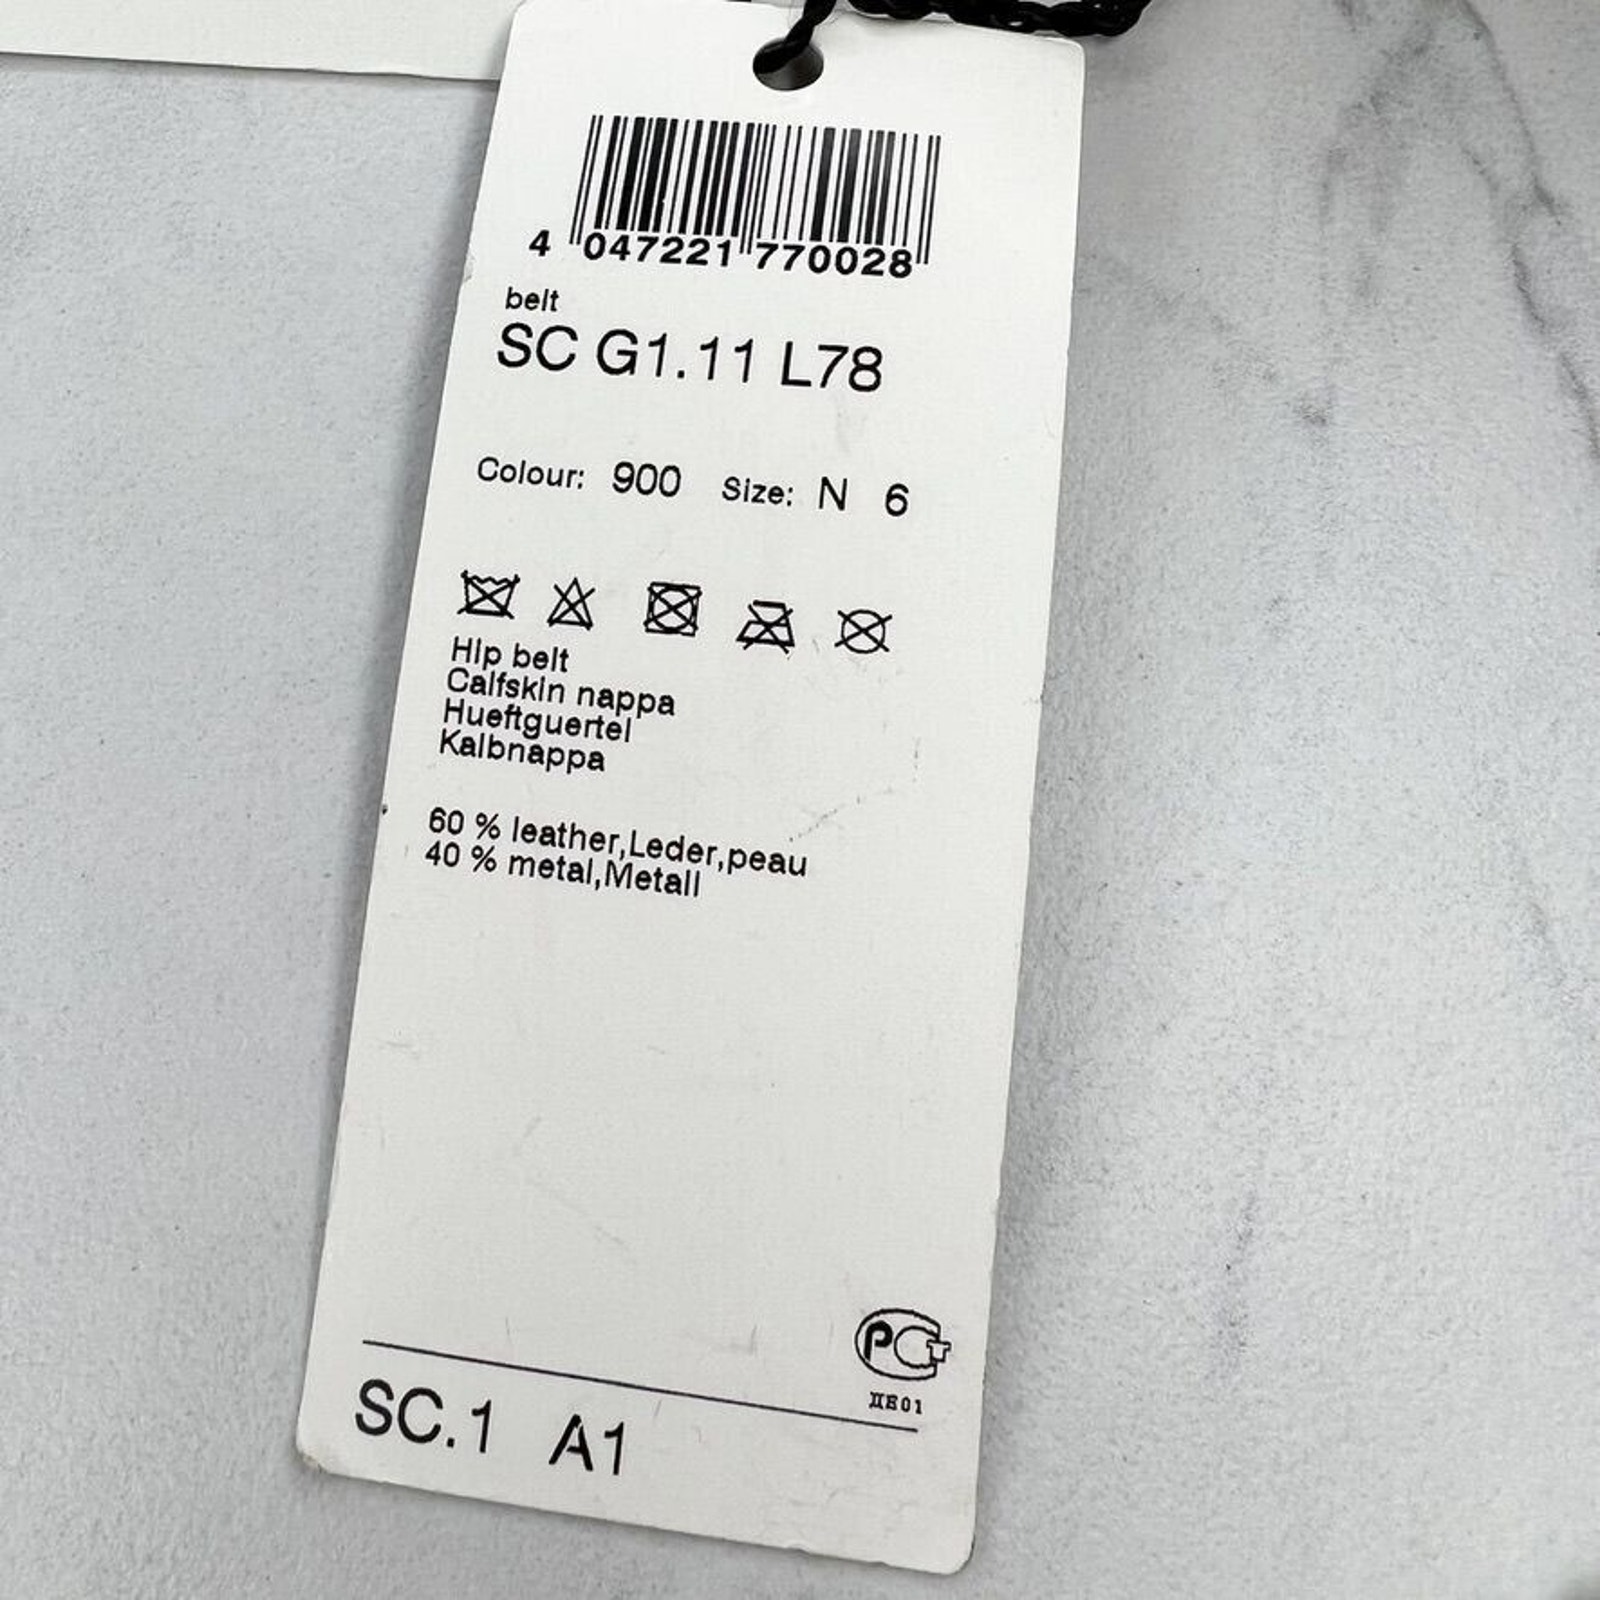 4 047221 770028
belt
SC G1.11 L78
Colour: 900 Size: N 6
Hip belt
Calfskin nappa
Hueftguertel
Kalbnappa
60 % leather,Leder,peau
40 % metal,Metall
РСТ
ДЕ01
SC.1 A1